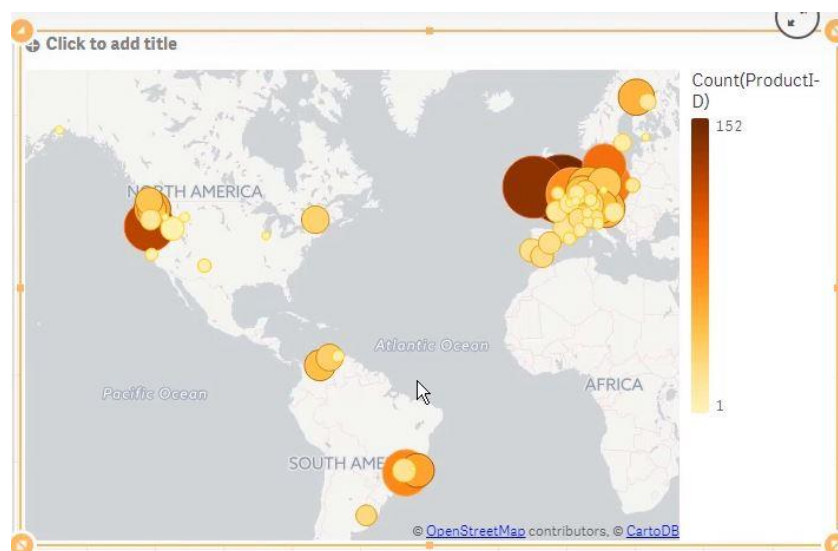 Click to add title
Count(ProductI-
D)
152
NORTH AMERICA
Atlantic Ocean
Pacific Ocean
AFRICA
1
SOUTH AME
© OpenStreetMap contributors, © CartoDB